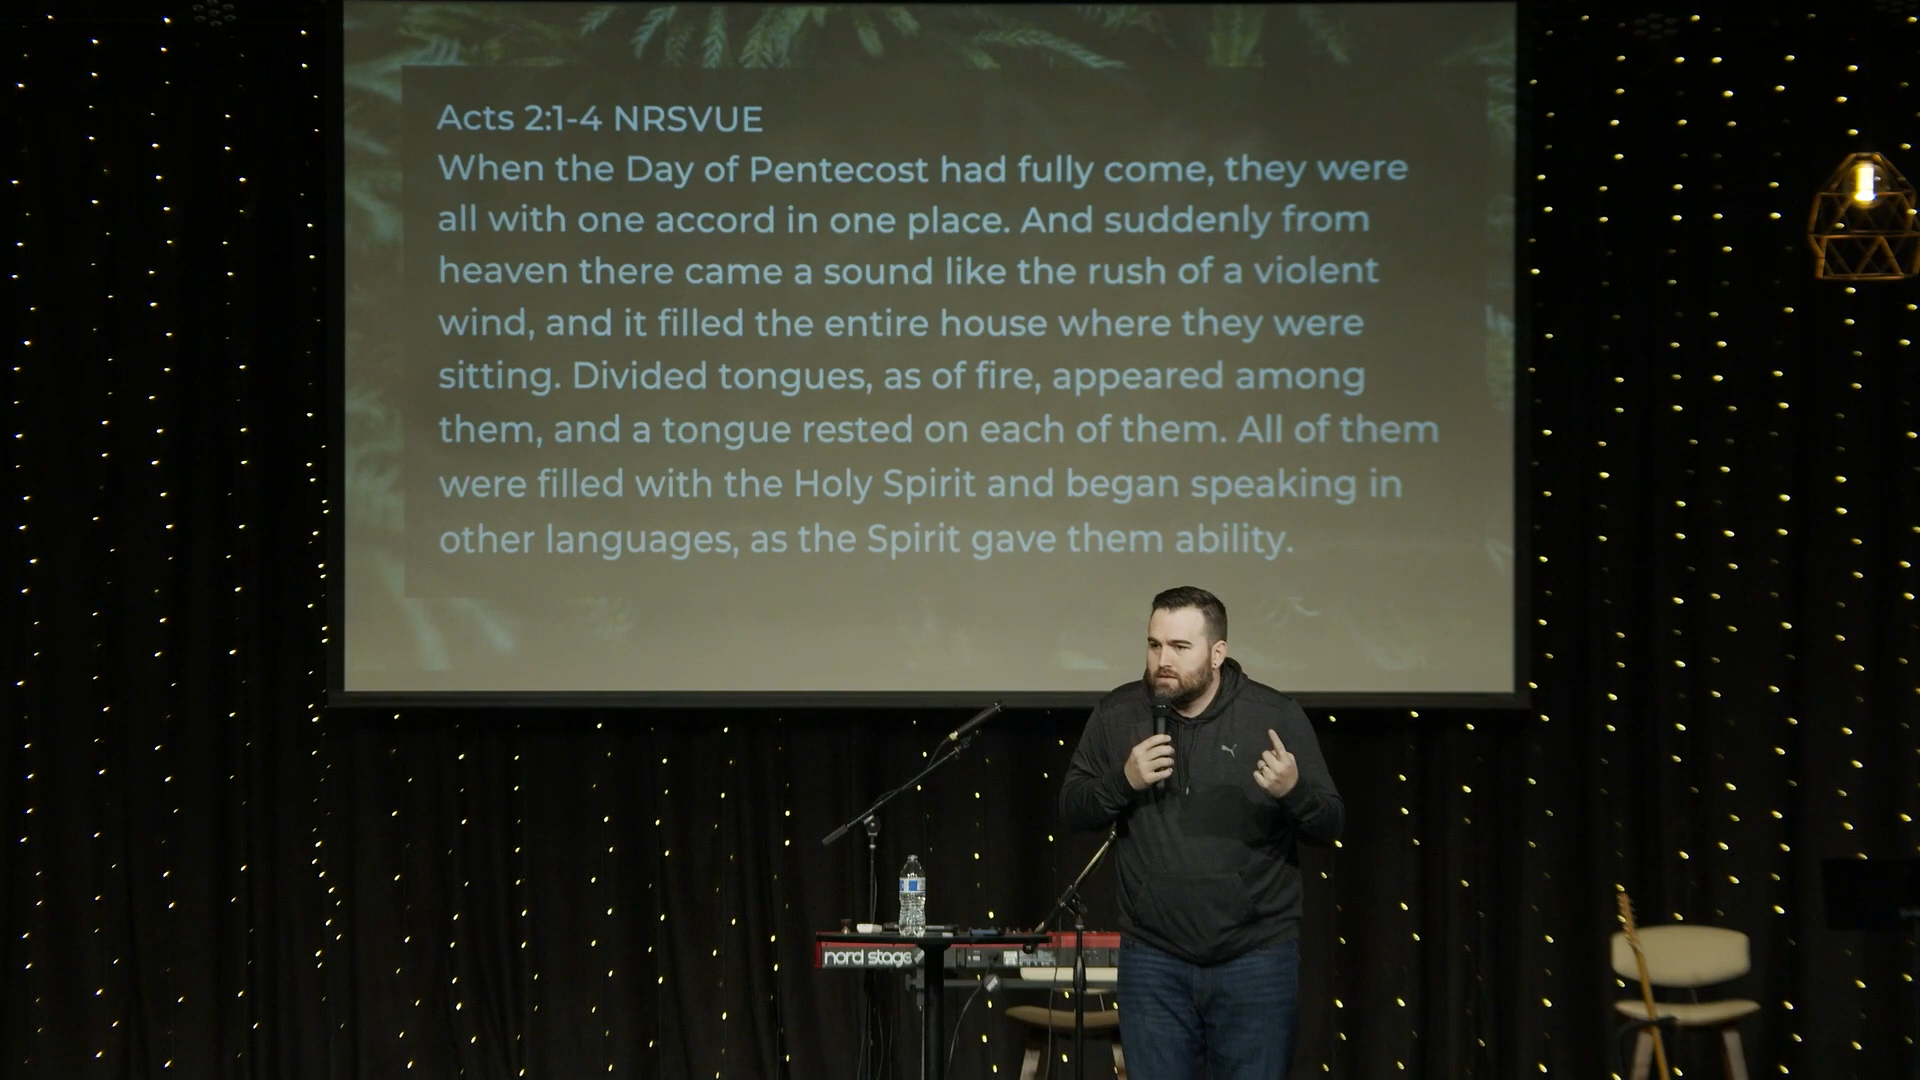 Acts 2:1-4 NRSVUE
When the Day of Pentecost had fully come, they were
all with one accord in one place. And suddenly from
heaven there came a sound like the rush of a violent
wind, and it filled the entire house where they were
sitting. Divided tongues, as of fire, appeared among
them, and a tongue rested on each of them. All of them
were filled with the Holy Spirit and began speaking in
other languages, as the Spirit gave them ability.
nord stage